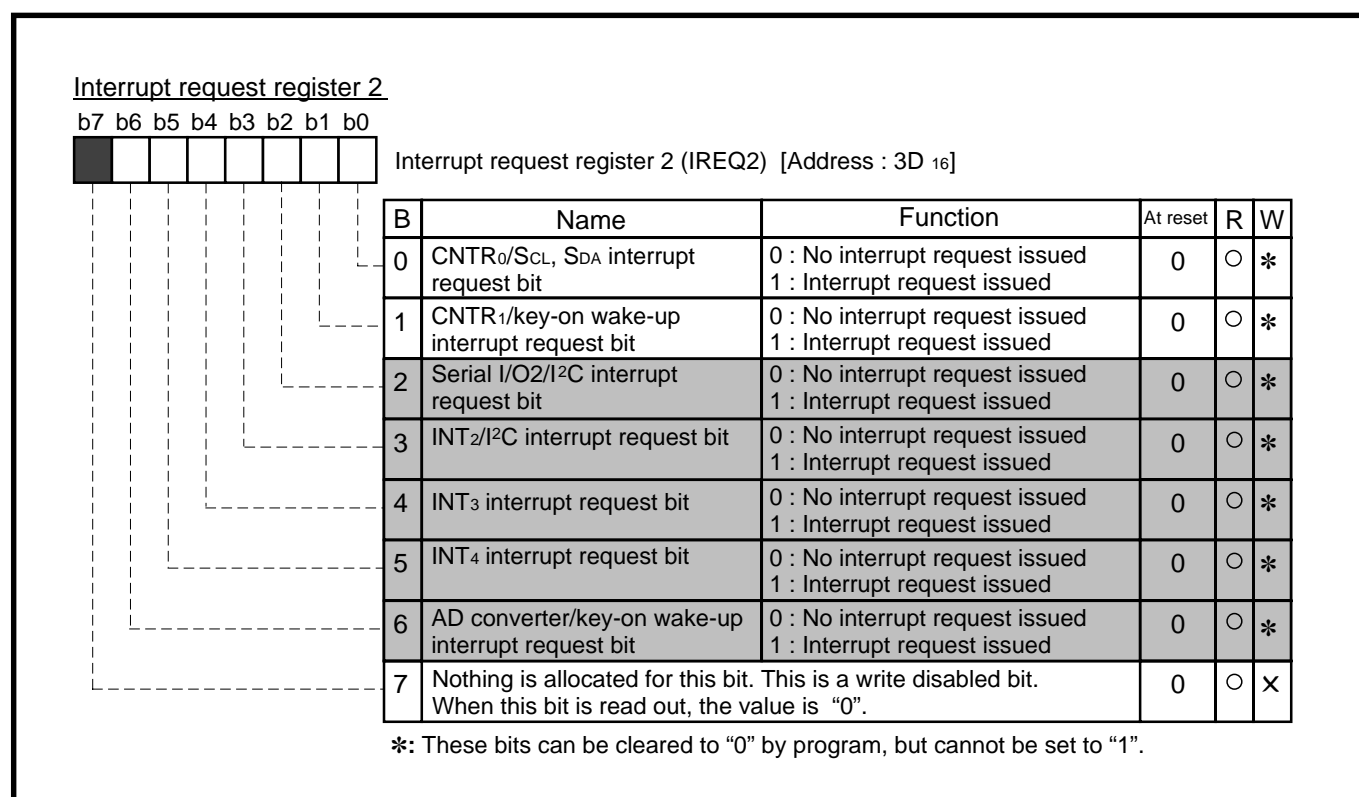 Interrupt request register 2
b7 b6 b5 b4 b3 b2 b1 b0
Interrupt request register 2 (IREQ2) [Address : 3D 16]
B Name Function At reset R W
0 CNTR0/SCL, SDA interrupt 0 : No interrupt request issued 0 ○ ✻
request bit 1 : Interrupt request issued
1 CNTR1/key-on wake-up 0 : No interrupt request issued 0 ○ ✻
interrupt request bit 1 : Interrupt request issued
2 Serial I/O2/I2C interrupt 0 : No interrupt request issued 0 ○ ✻
request bit 1 : Interrupt request issued
3 INT2/I2C interrupt request bit 0 : No interrupt request issued 0 ○ ✻
1 : Interrupt request issued
4 INT3 interrupt request bit 0 : No interrupt request issued 0 ○ ✻
1 : Interrupt request issued
5 INT4 interrupt request bit 0 : No interrupt request issued 0 ○ ✻
1 : Interrupt request issued
6 AD converter/key-on wake-up 0 : No interrupt request issued 0 ○ ✻
interrupt request bit 1 : Interrupt request issued
7 Nothing is allocated for this bit. This is a write disabled bit. 0 ○ ×
When this bit is read out, the value is “0”.
✻: These bits can be cleared to “0” by program, but cannot be set to “1”.